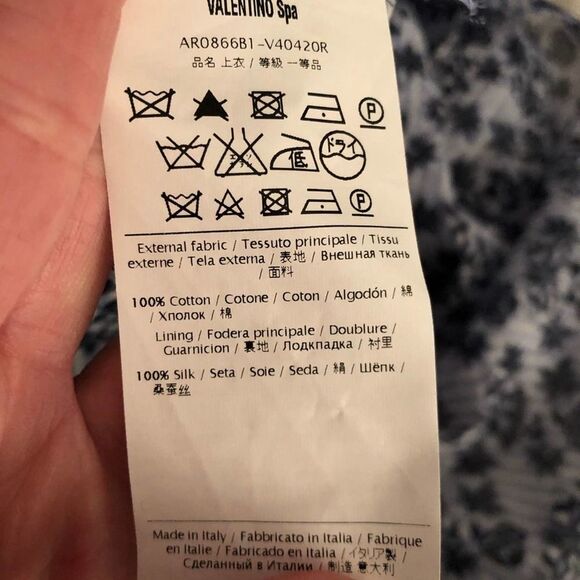 VALENTINO Spa
AR0866B1-V40420R
品名 上衣 / 等級 一等品
P
低 ドライ
P
External fabric / Tessuto principale / Tissu
externe / Tela externa / 表地 / Внешная ткань
/ 面料
100% Cotton / Cotone / Coton / Algodón / 綿
/ Хлолок / 棉
Lining / Fodera principale / Doublure /
Guarnicion / 裏地 / Лодкпадка / 衬里
100% Silk / Seta / Soie / Seda / 絹 / Шёпк /
桑蚕丝
Made in Italy / Fabbricato in Italia / Fabrique
en Italie / Fabricado en Italia / イタリア製 /
Сделанный в Италии / 制造 意大利